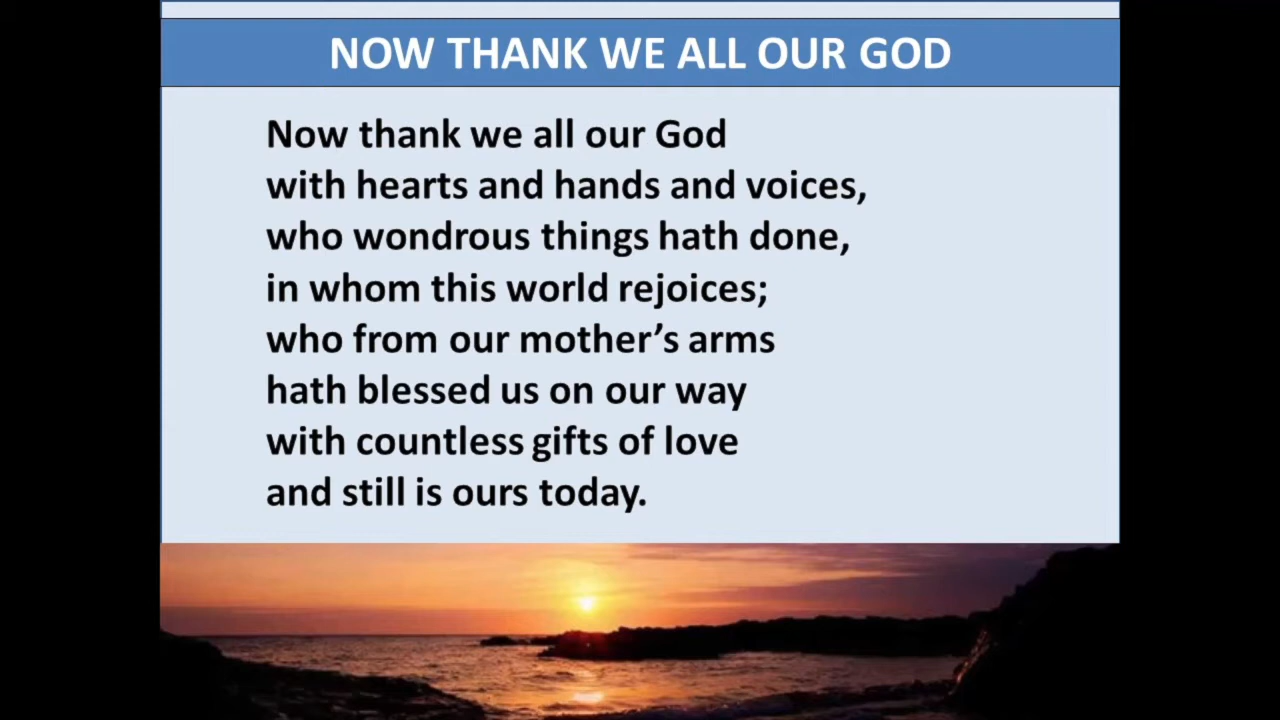 NOW THANK WE ALL OUR GOD
Now thank we all our God
with hearts and hands and voices,
who wondrous things hath done,
in whom this world rejoices;
who from our mother’s arms
hath blessed us on our way
with countless gifts of love
and still is ours today.